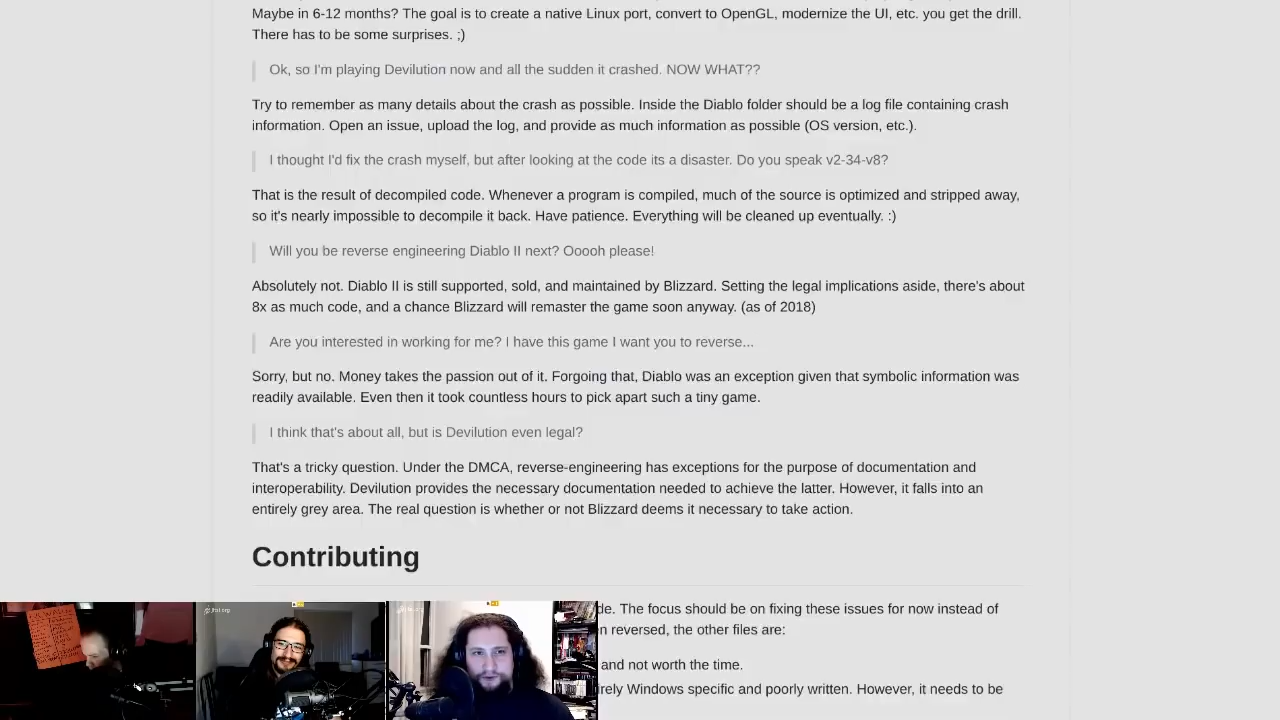 Maybe in 6-12 months? The goal is to create a native Linux port, convert to OpenGL, modernize the UI, etc. you get the drill.
There has to be some surprises. ;)
Ok, so I'm playing Devilution now and all the sudden it crashed. NOW WHAT??
Try to remember as many details about the crash as possible. Inside the Diablo folder should be a log file containing crash
information. Open an issue, upload the log, and provide as much information as possible (OS version, etc.).
I thought I'd fix the crash myself, but after looking at the code its a disaster. Do you speak v2-34-v8?
That is the result of decompiled code. Whenever a program is compiled, much of the source is optimized and stripped away,
so it's nearly impossible to decompile it back. Have patience. Everything will be cleaned up eventually. :)
Will you be reverse engineering Diablo II next? Ooooh please!
Absolutely not. Diablo II is still supported, sold, and maintained by Blizzard. Setting the legal implications aside, there's about
8x as much code, and a chance Blizzard will remaster the game soon anyway. (as of 2018)
Are you interested in working for me? I have this game I want you to reverse...
Sorry, but no. Money takes the passion out of it. Forgoing that, Diablo was an exception given that symbolic information was
readily available. Even then it took countless hours to pick apart such a tiny game.
I think that's about all, but is Devilution even legal?
That's a tricky question. Under the DMCA, reverse-engineering has exceptions for the purpose of documentation and
interoperability. Devilution provides the necessary documentation needed to achieve the latter. However, it falls into an
entirely grey area. The real question is whether or not Blizzard deems it necessary to take action.
Contributing
de. The focus should be on fixing these issues for now instead of
n reversed, the other files are:
and not worth the time.
rely Windows specific and poorly written. However, it needs to be